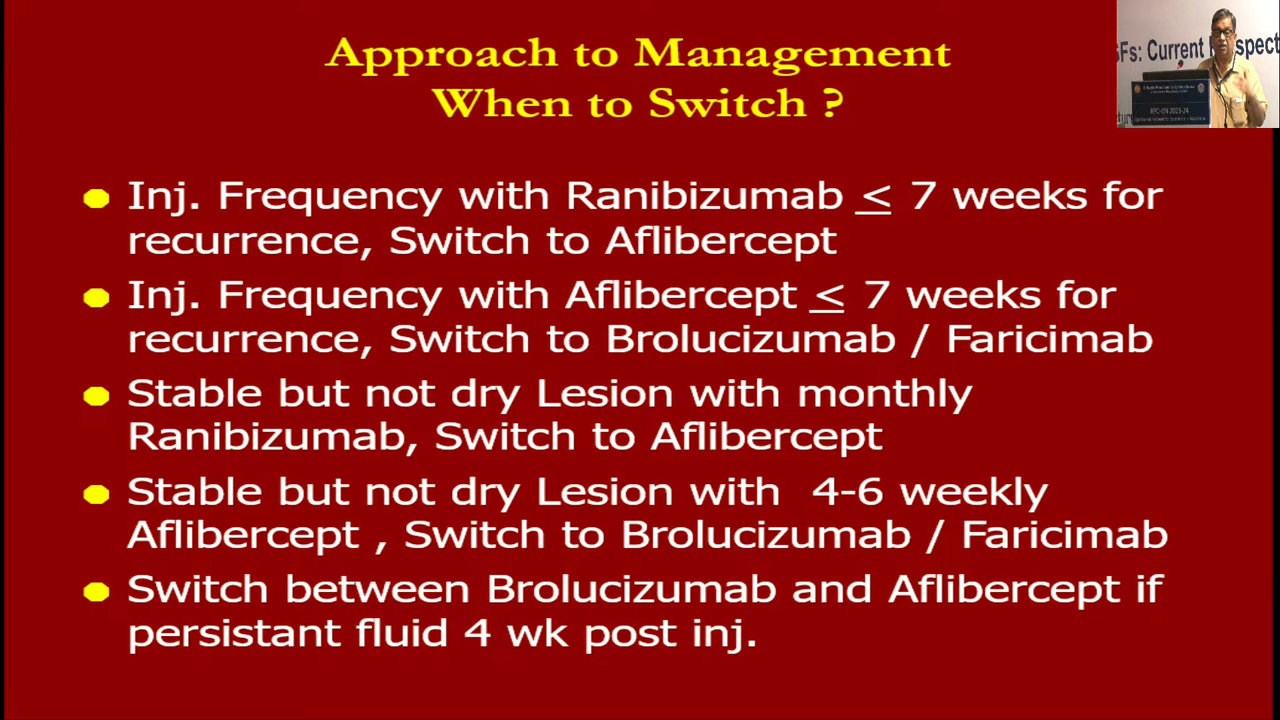 Approach to Management
When to Switch ?
GFs: Current
spect
Inj. Frequency with Ranibizumab ≤ 7 weeks for
recurrence, Switch to Aflibercept
Inj. Frequency with Aflibercept ≤ 7 weeks for
recurrence, Switch to Brolucizumab / Faricimab
Stable but not dry Lesion with monthly
Ranibizumab, Switch to Aflibercept
Stable but not dry Lesion with 4-6 weekly
Aflibercept , Switch to Brolucizumab / Faricimab
Switch between Brolucizumab and Aflibercept if
persistant fluid 4 wk post inj.